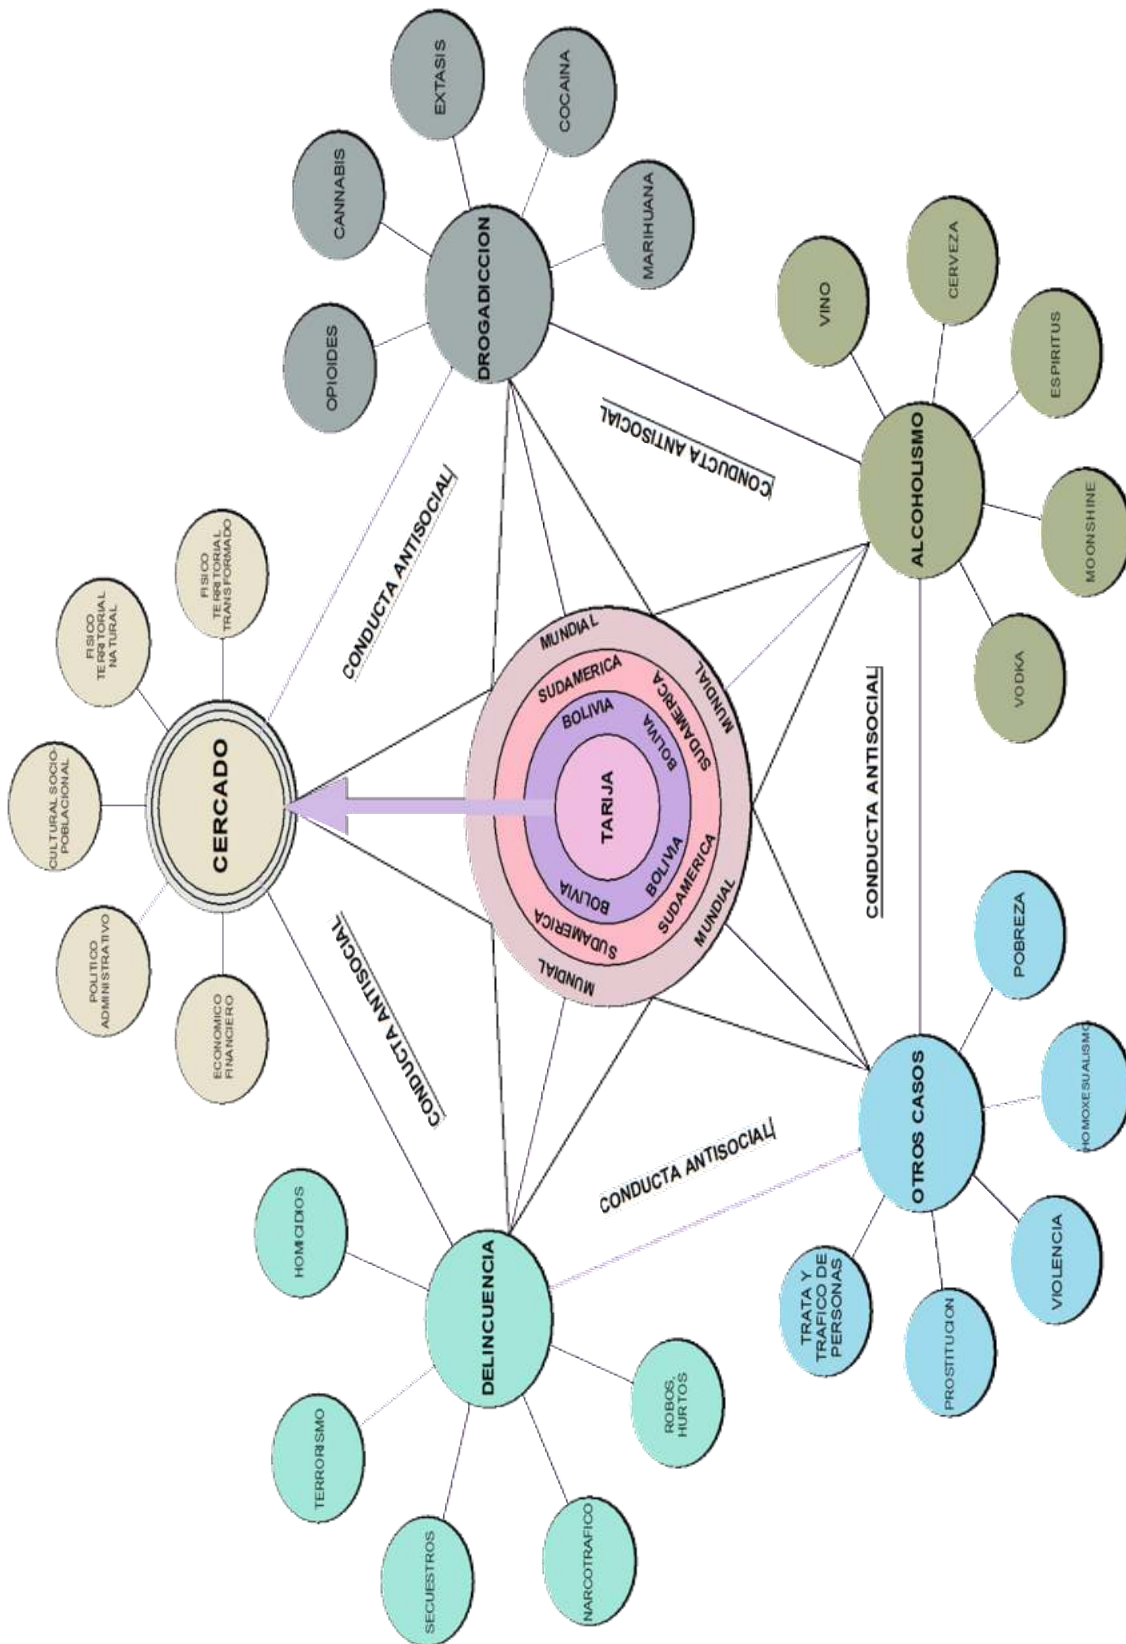 CERCADO
ECONOMICO
FINANCIERO
POLITICO
ADMINISTRATIVO
CULTURAL SOCIO-
POBLACIONAL
FISICO
TERRITORIAL
NATURAL
FISICO
TERRITORIAL
TRANSFORMADO
CONDUCTA ANTISOCIAL
CONDUCTA ANTISOCIAL
DELINCUENCIA
HOMICIDIOS
TERRORISMO
SECUESTROS
NARCOTRAFICO
ROBOS,
HURTOS
DROGADICCION
OPIOIDES
CANNABIS
EXTASIS
COCAINA
MARIHUANA
MUNDIAL
MUNDIAL
SUDAMERICA
SUDAMERICA
BOLIVIA
BOLIVIA
TARIJA
BOLIVIA
BOLIVIA
SUDAMERICA
SUDAMERICA
MUNDIAL
MUNDIAL
CONDUCTA ANTISOCIAL
CONDUCTA ANTISOCIAL
CONDUCTA ANTISOCIAL
OTROS CASOS
TRATA Y
TRAFICO DE
PERSONAS
PROSTITUCION
VIOLENCIA
HOMOXESUALISMO
POBREZA
ALCOHOLISMO
VODKA
MOONSHINE
ESPIRITUS
CERVEZA
VINO